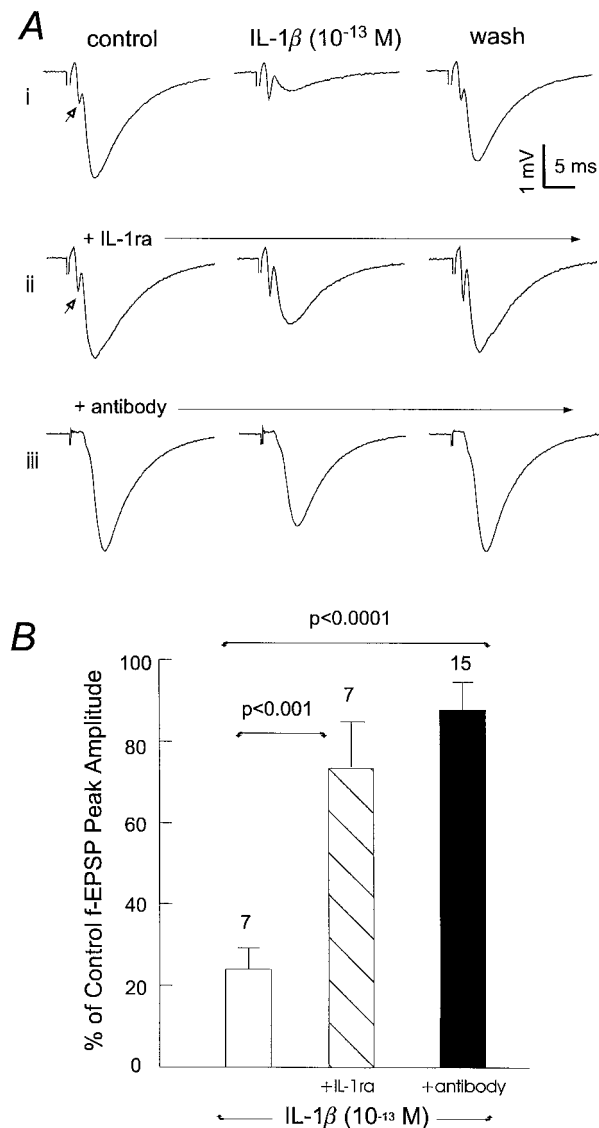 A
control IL-1β (10⁻¹³ M) wash
i
1 mV
5 ms
+ IL-1ra
ii
+ antibody
iii
B
p<0.0001
100
80
60
40
20
0
% of Control f-EPSP Peak Amplitude
p<0.001
7
7
15
+IL-1ra
+antibody
IL-1β (10⁻¹³ M)